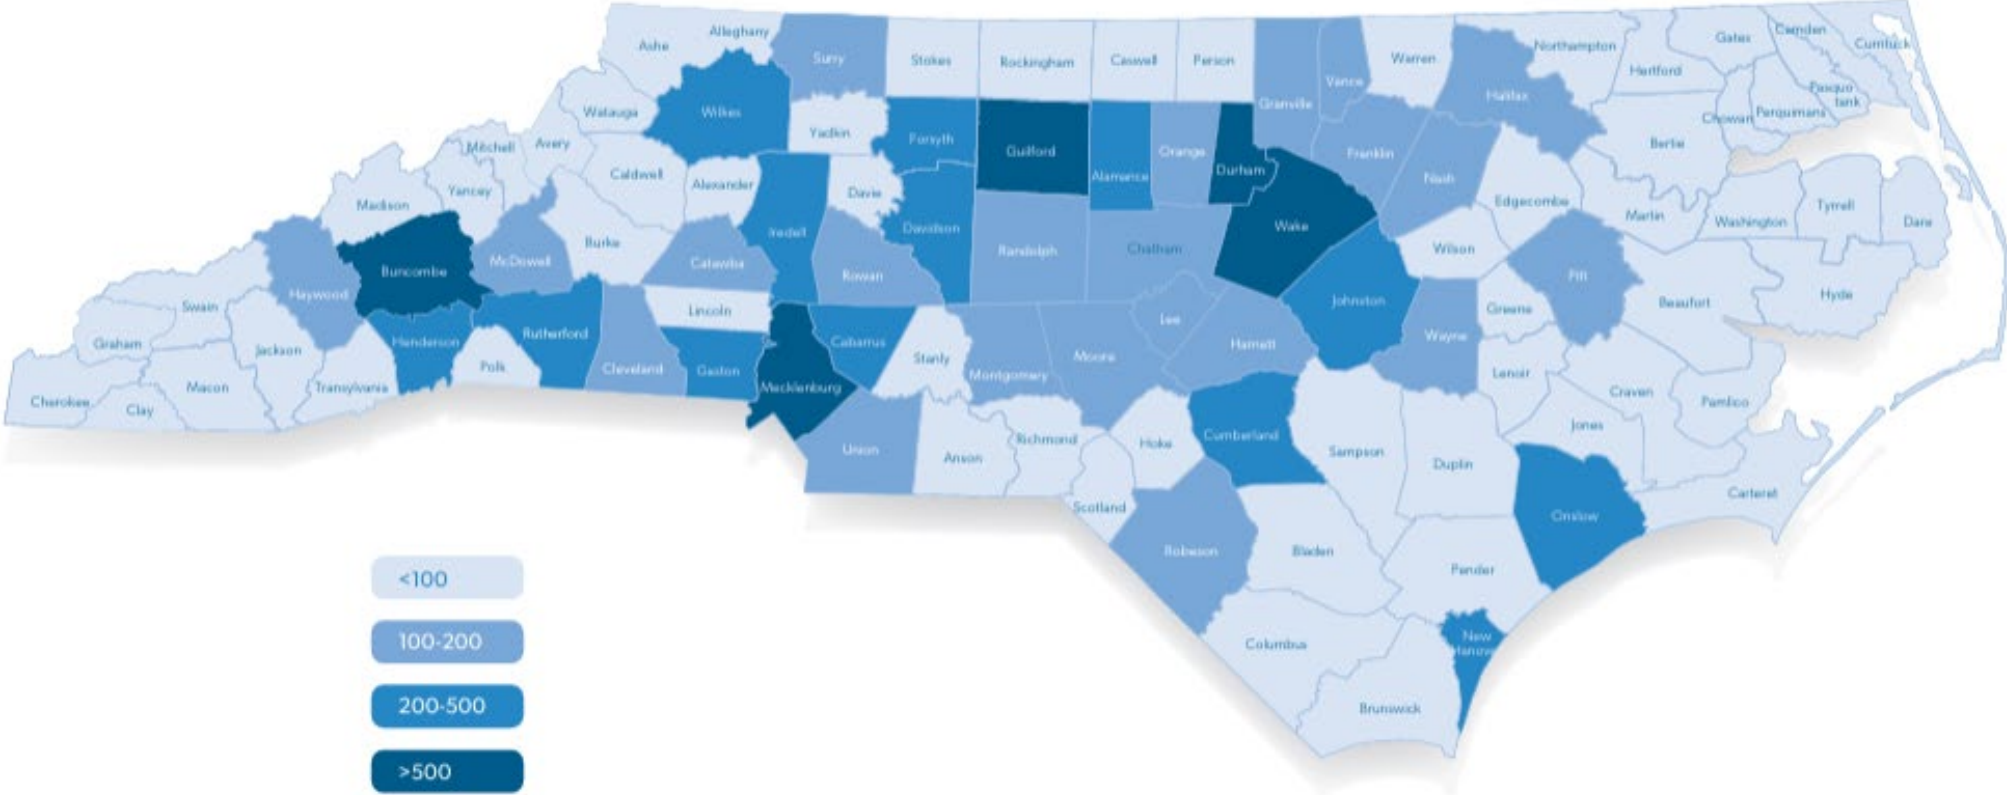 Ashe
Alleghany
Surry
Stokes
Rockingham
Caswell
Person
Granville
Vance
Warren
Halifax
Northampton
Hertford
Gates
Camden
Currituck
Pasquo
tank
Perquimans
Chowan
Bertie
Watauga
Wilkes
Yadkin
Forsyth
Guilford
Alamance
Orange
Durham
Franklin
Nash
Edgecombe
Martin
Washington
Tyrrell
Dare
Mitchell
Avery
Caldwell
Alexander
Davie
Davidson
Randolph
Chatham
Wake
Wilson
Pitt
Beaufort
Hyde
Madison
Yancey
McDowell
Burke
Catawba
Iredell
Rowan
Johnston
Greene
Wayne
Swain
Haywood
Buncombe
Rutherford
Lincoln
Cabarrus
Stanly
Montgomery
Moore
Lee
Harnett
Lenoir
Craven
Pamlico
Jones
Graham
Jackson
Henderson
Polk
Cleveland
Gaston
Mecklenburg
Cherokee
Clay
Macon
Transylvania
Union
Anson
Richmond
Hoke
Cumberland
Sampson
Duplin
Onslow
Carteret
Scotland
Robeson
Bladen
Pender
Columbus
New
Hanover
Brunswick
<100
100-200
200-500
>500